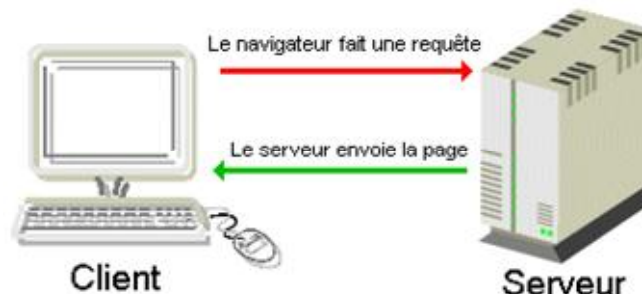 Le navigateur fait une requête
Le serveur envoie la page
Client
Serveur